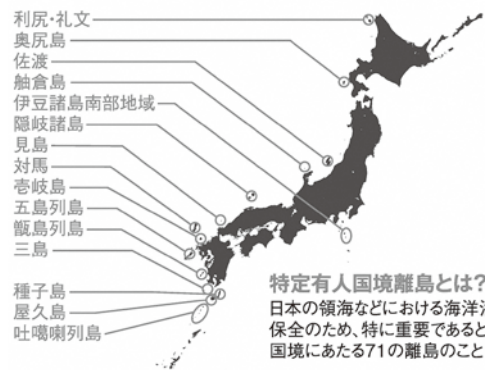 利尻・礼文
奥尻島
佐渡
舳倉島
伊豆諸島南部地域
隠岐諸島
見島
対馬
壱岐島
五島列島
甑島列島
三島
種子島
屋久島
吐噶喇列島
特定有人国境離島とは?
日本の領海などにおける海洋
保全のため、特に重要であると
国境にあたる71の離島のこと